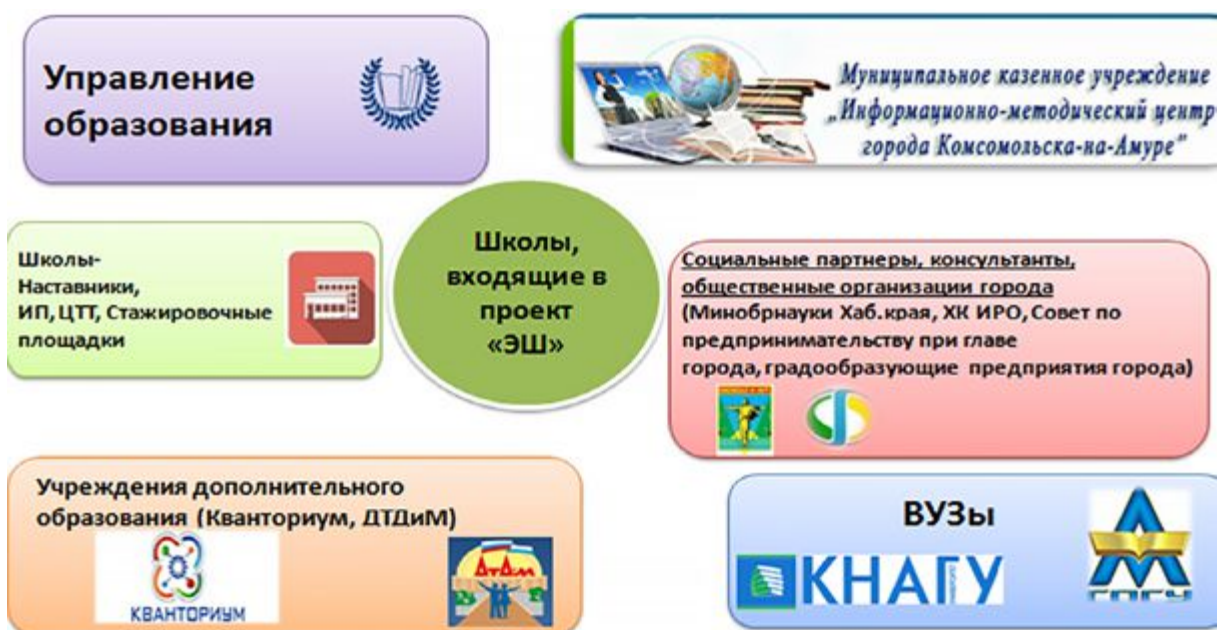 Управление
образования
Муниципальное казенное учреждение
„Информационно-методический центр
города Комсомольска-на-Амуре”
Школы-
Наставники,
ИП, ЦТТ, Стажировочные
площадки
Школы,
входящие в
проект
«ЭШ»
Социальные партнеры, консультанты,
общественные организации города
(Минобрнауки Хаб.края, ХК ИРО, Совет по
предпринимательству при главе
города, градообразующие предприятия города)
Учреждения дополнительного
образования (Кванториум, ДТДиМ)
КВАНТОРИУМ
ДТДМ
ВУЗы
КНАГУ